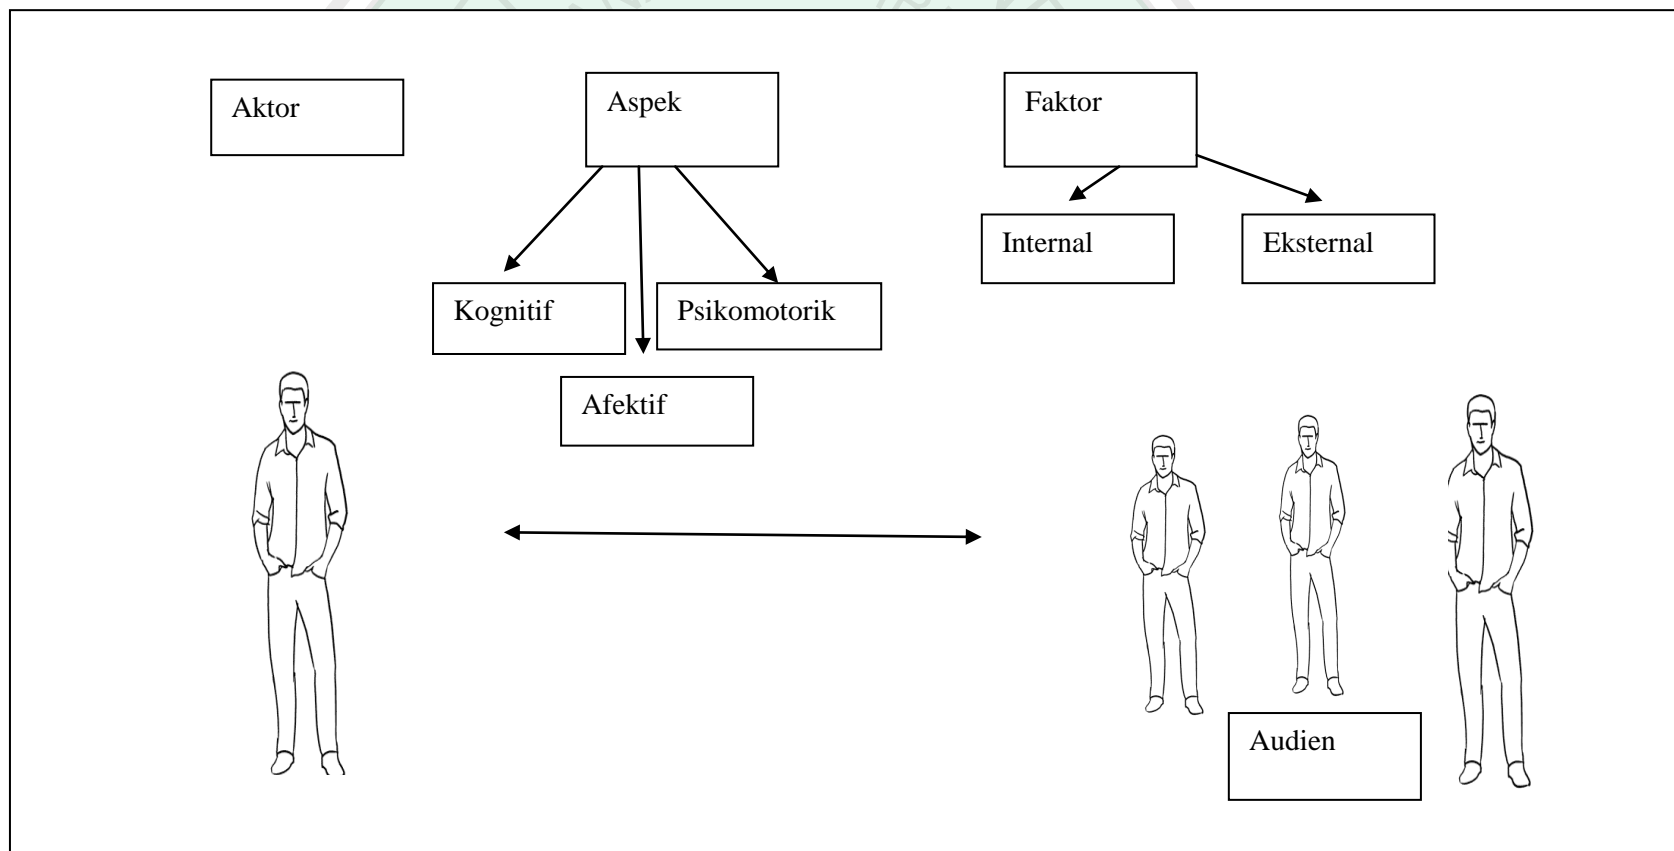 Aktor
Aspek
Faktor
Internal
Eksternal
Kognitif
Psikomotorik
Afektif
Audien